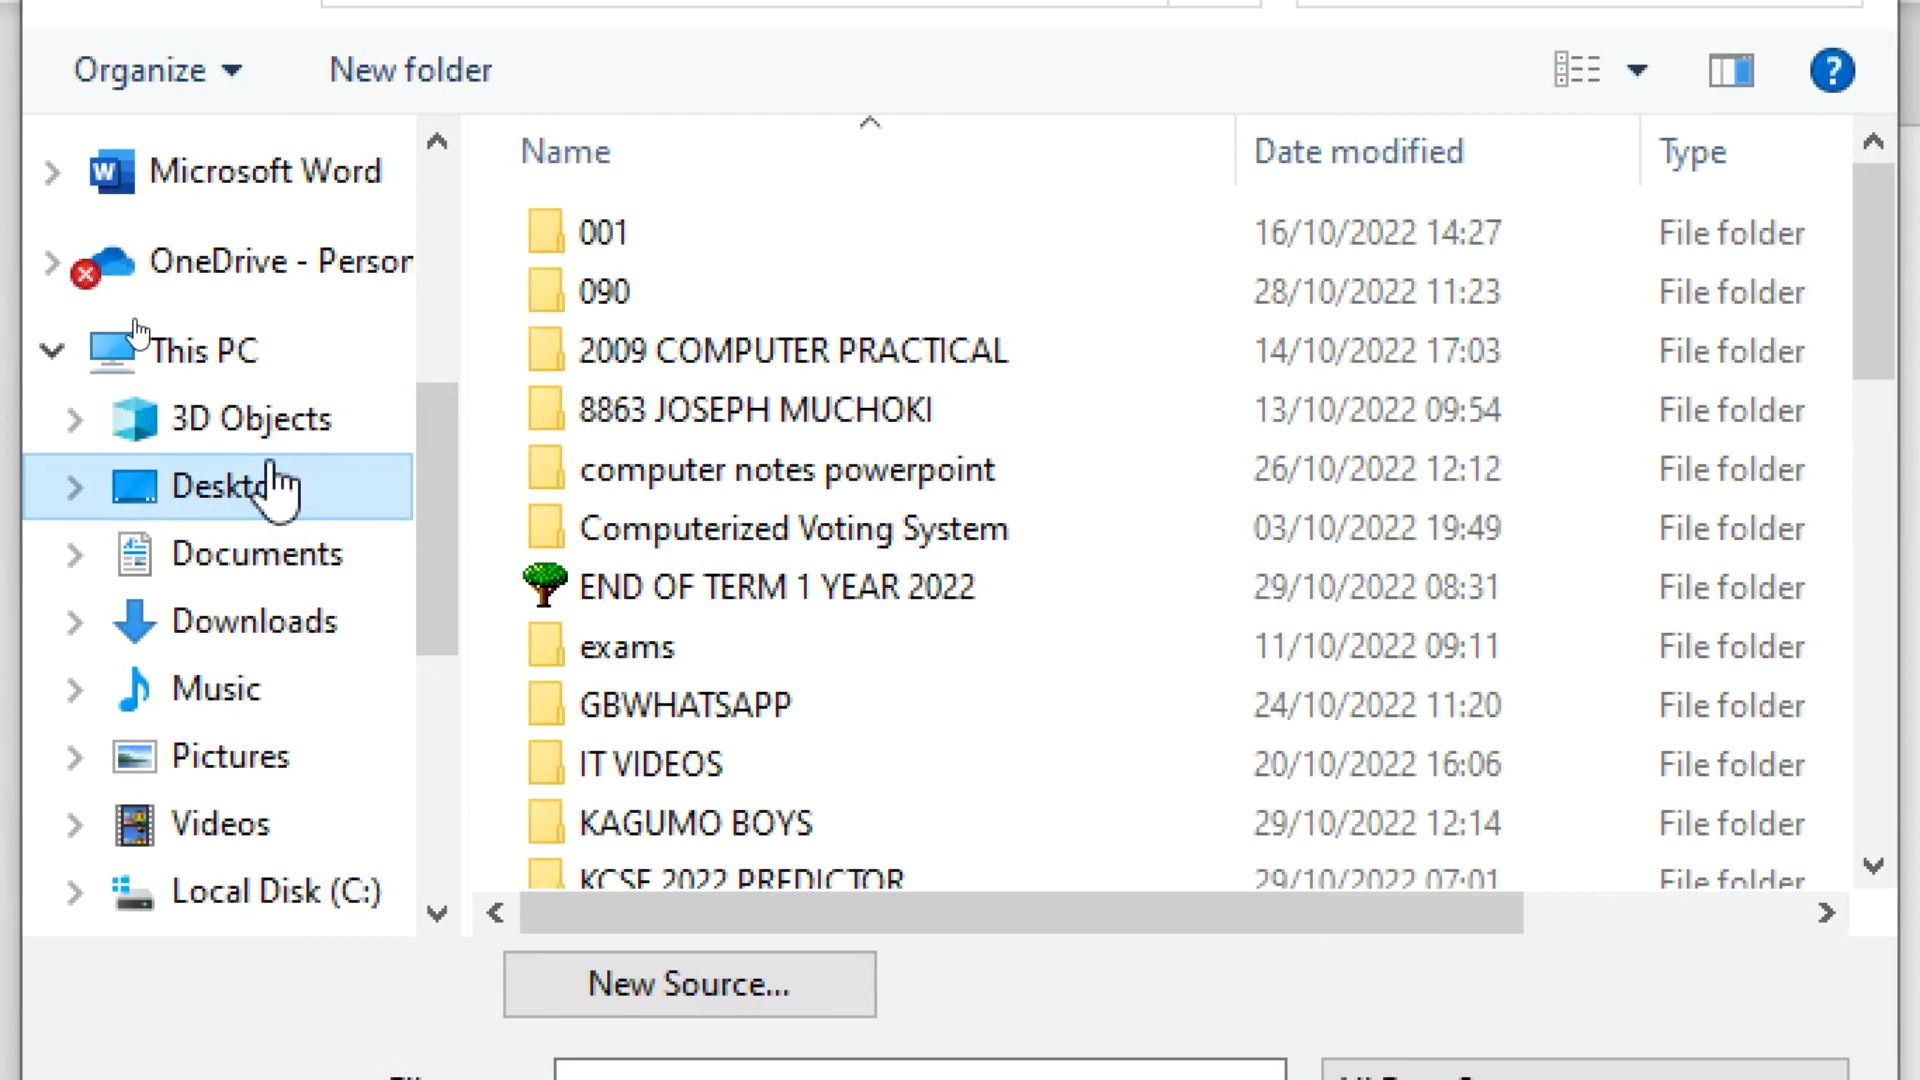 Organize
New folder
?
Name
Date modified
Type
Microsoft Word
OneDrive - Person
This PC
3D Objects
Documents
Downloads
Music
Pictures
Videos
Local Disk (C:)
001 16/10/2022 14:27 File folder
090 28/10/2022 11:23 File folder
2009 COMPUTER PRACTICAL 14/10/2022 17:03 File folder
8863 JOSEPH MUCHOKI 13/10/2022 09:54 File folder
computer notes powerpoint 26/10/2022 12:12 File folder
Computerized Voting System 03/10/2022 19:49 File folder
END OF TERM 1 YEAR 2022 29/10/2022 08:31 File folder
exams 11/10/2022 09:11 File folder
GBWHATSAPP 24/10/2022 11:20 File folder
IT VIDEOS 20/10/2022 16:06 File folder
KAGUMO BOYS 29/10/2022 12:14 File folder
KCSE 2022 PREDICTOR 29/10/2022 07:01 File folder
New Source...